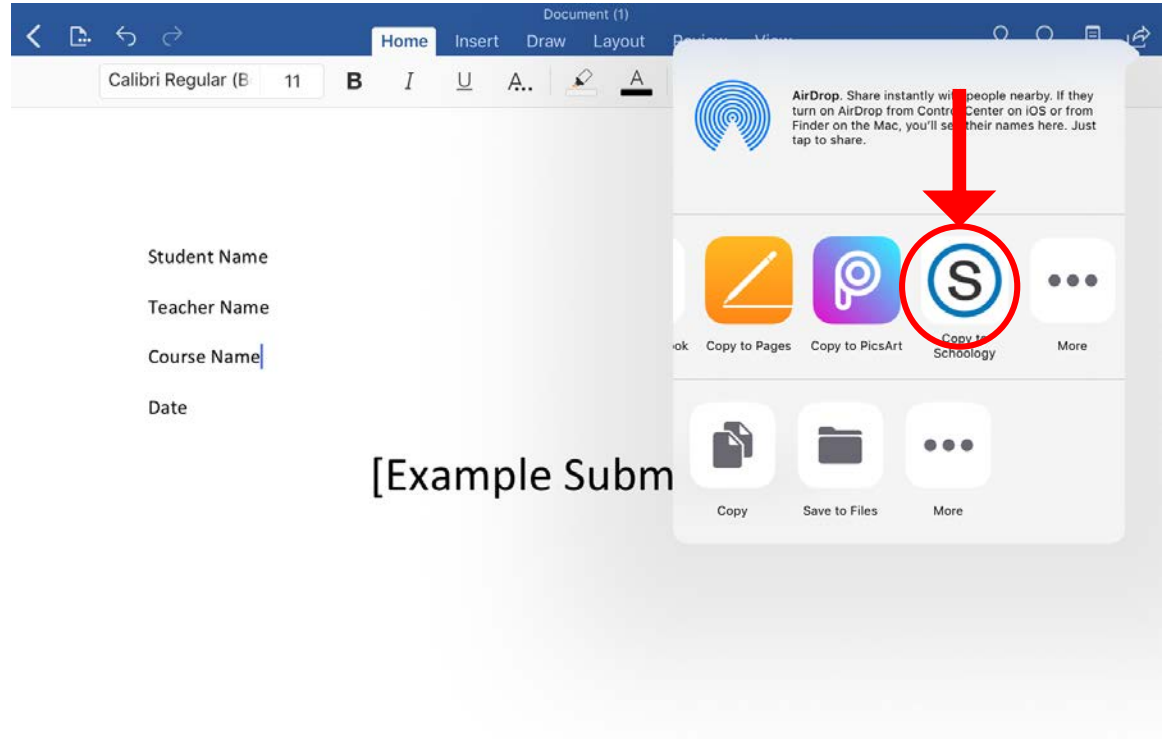 Document (1)
Home Insert Draw Layout Review View
Calibri Regular (B 11 B I U A.. A
AirDrop. Share instantly with people nearby. If they
turn on AirDrop from Control Center on iOS or from
Finder on the Mac, you'll see their names here. Just
tap to share.
Student Name
Teacher Name
Course Name
Date
[Example Subm
S
ok Copy to Pages Copy to PicsArt Copy to
Schoology More
Copy Save to Files More